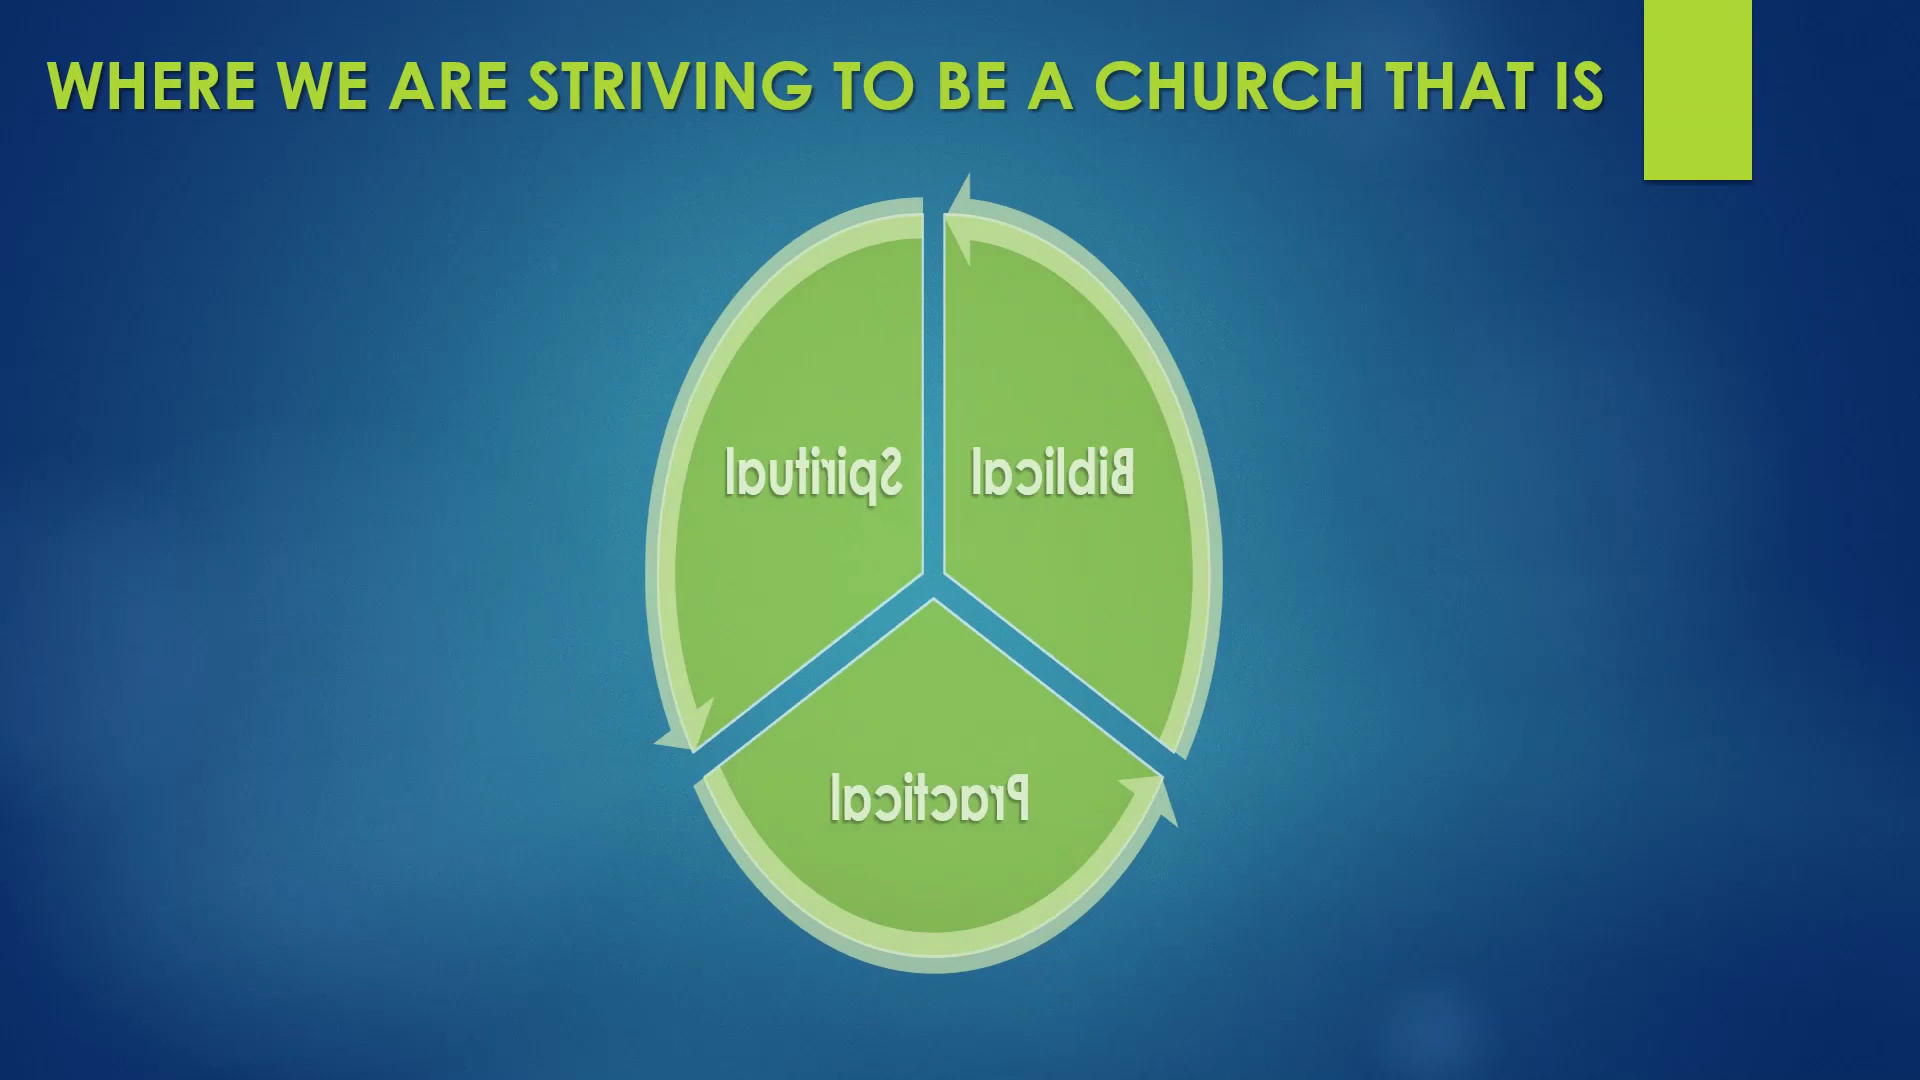 WHERE WE ARE STRIVING TO BE A CHURCH THAT IS
Spiritual
Biblical
Practical